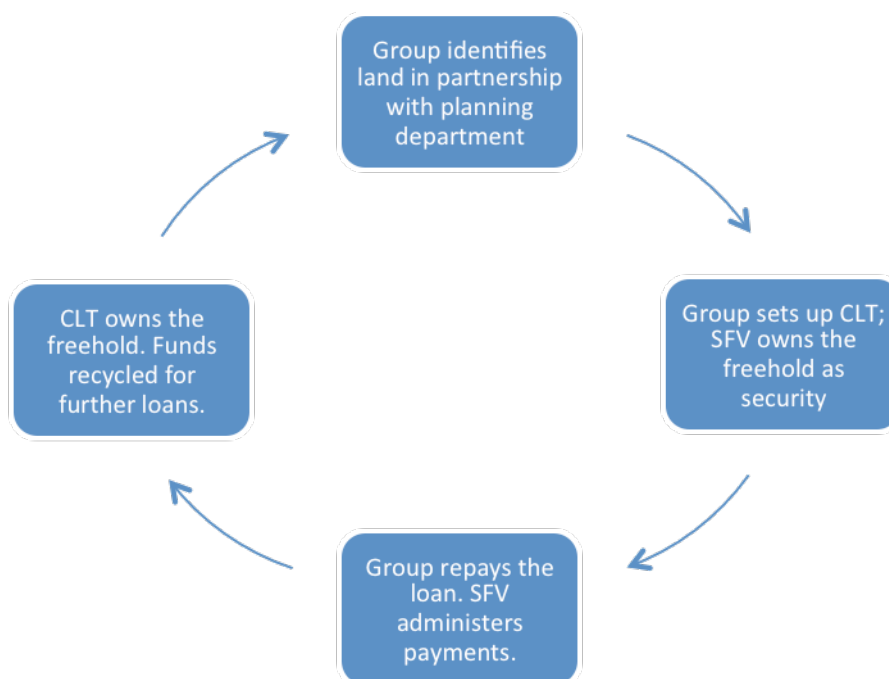 Group identifies
land in partnership
with planning
department
Group sets up CLT;
SFV owns the
freehold as
security
Group repays the
loan. SFV
administers
payments.
CLT owns the
freehold. Funds
recycled for
further loans.